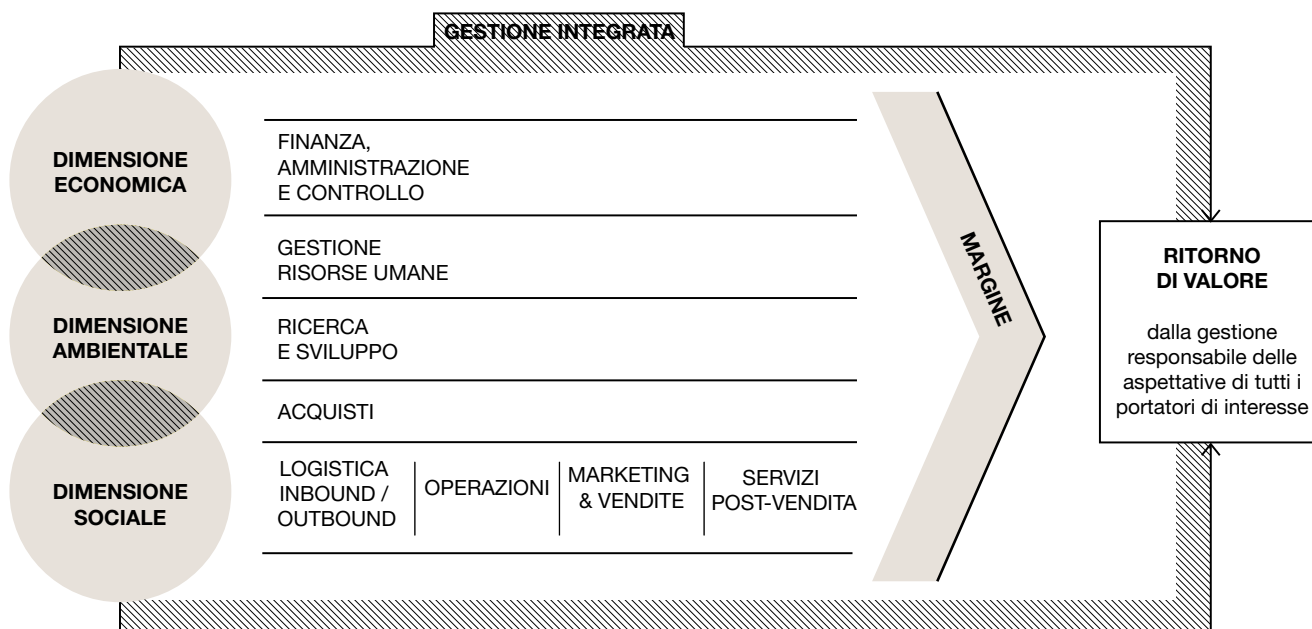 GESTIONE INTEGRATA
DIMENSIONE
ECONOMICA
DIMENSIONE
AMBIENTALE
DIMENSIONE
SOCIALE
FINANZA,
AMMINISTRAZIONE
E CONTROLLO
GESTIONE
RISORSE UMANE
RICERCA
E SVILUPPO
ACQUISTI
LOGISTICA
INBOUND /
OUTBOUND
OPERAZIONI
MARKETING
& VENDITE
SERVIZI
POST-VENDITA
MARGINE
RITORNO
DI VALORE
dalla gestione
responsabile delle
aspettative di tutti i
portatori di interesse